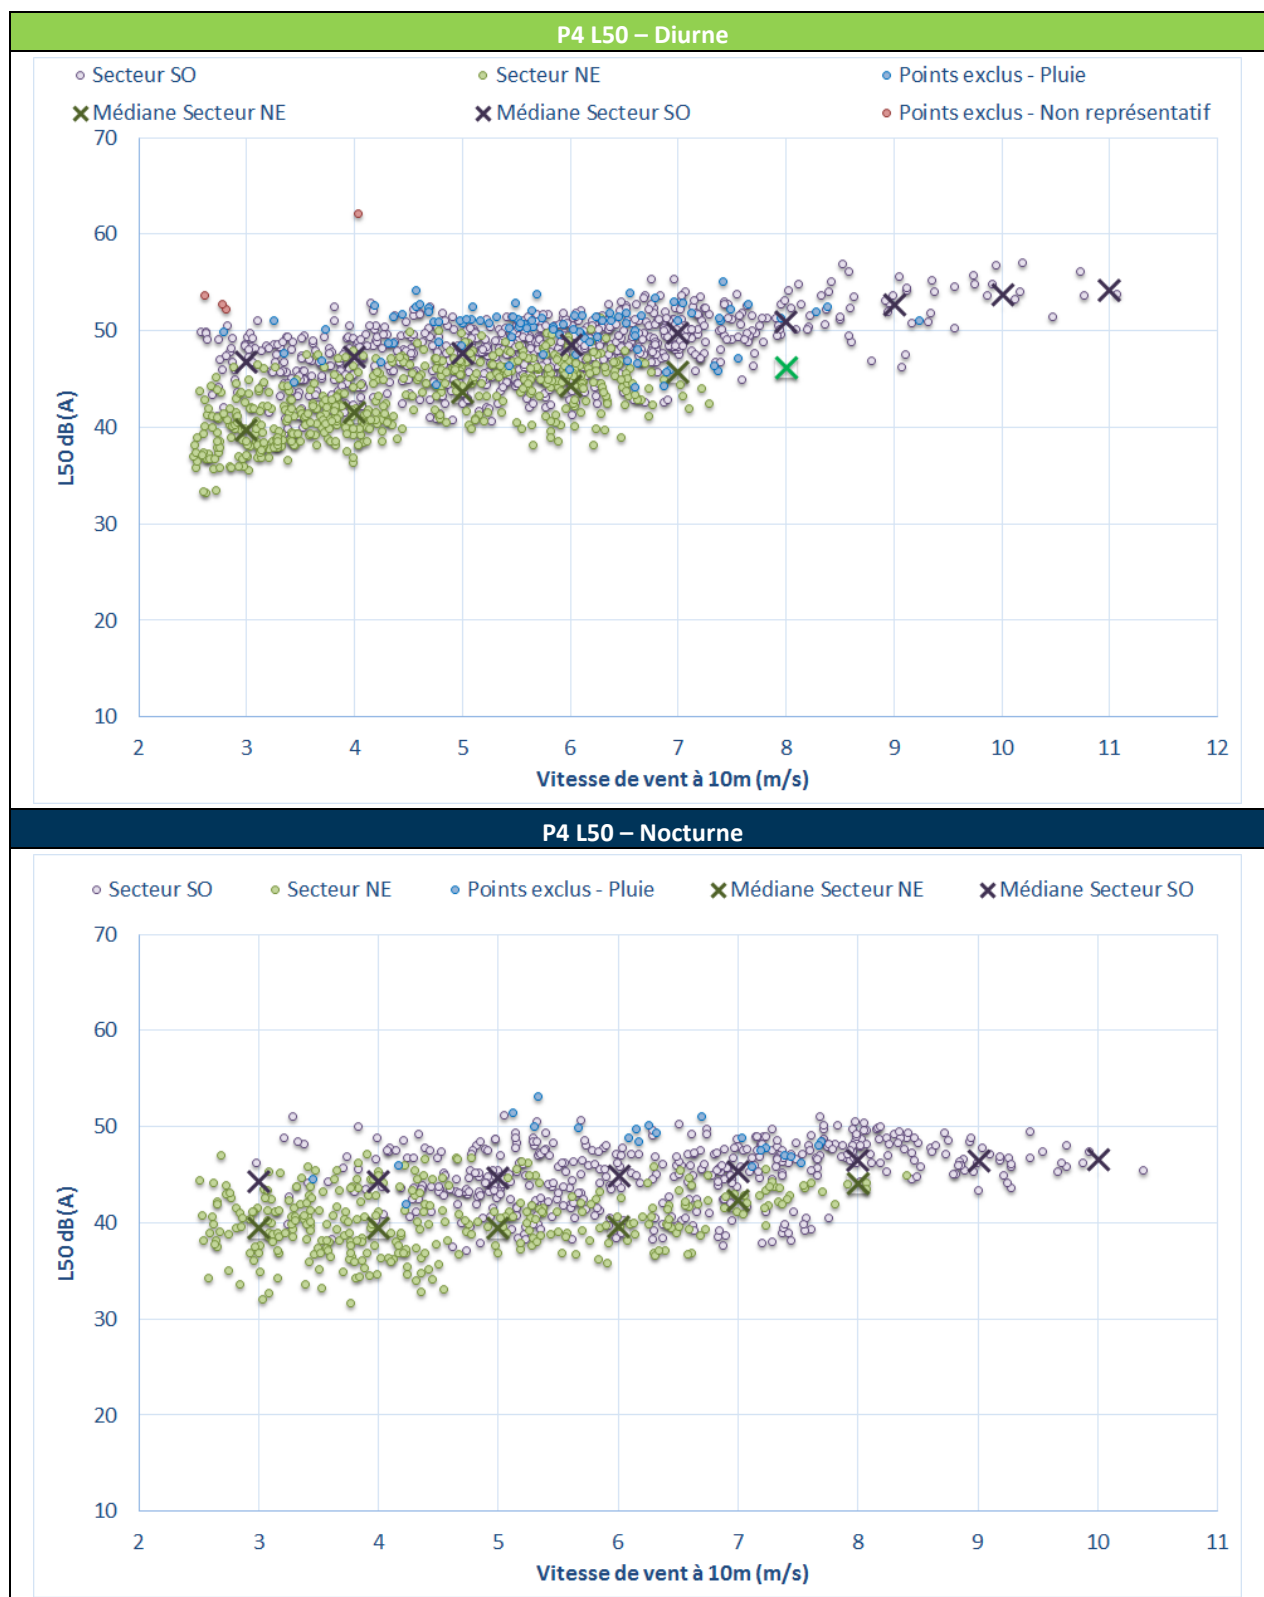 P4 L50 – Diurne
Secteur SO Secteur NE Points exclus - Pluie
Médiane Secteur NE Médiane Secteur SO Points exclus - Non représentatif
70
60
50
40
30
20
10
L50 dB(A)
2 3 4 5 6 7 8 9 10 11 12
Vitesse de vent à 10m (m/s)
P4 L50 – Nocturne
Secteur SO Secteur NE Points exclus - Pluie Médiane Secteur NE Médiane Secteur SO
70
60
50
40
30
20
10
L50 dB(A)
2 3 4 5 6 7 8 9 10 11
Vitesse de vent à 10m (m/s)